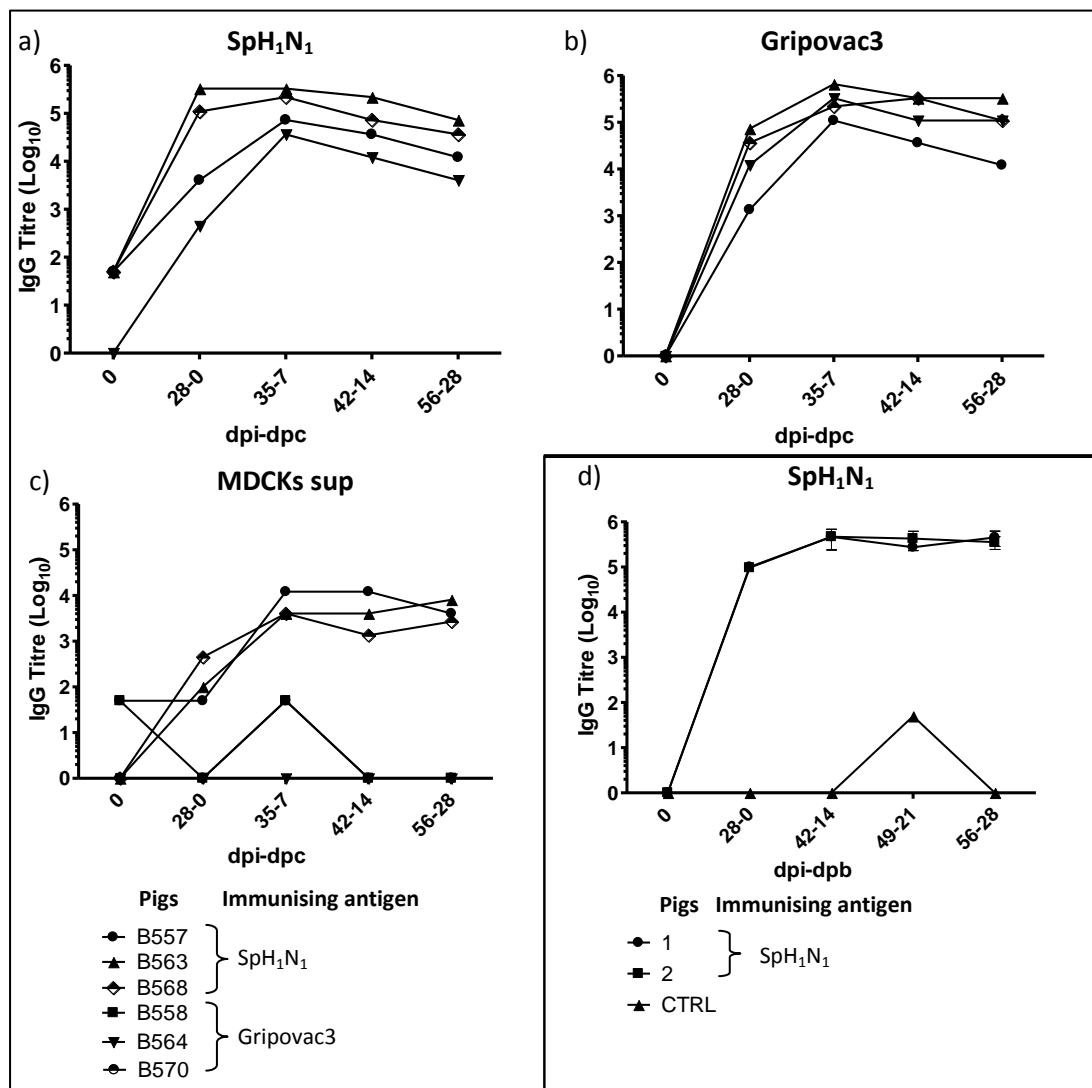 a)
SpH₁N₁
IgG Titre (Log₁₀)
6
5
4
3
2
1
0
0
28-0
35-7
42-14
56-28
dpi-dpc
b)
Gripovac3
IgG Titre (Log₁₀)
6
5
4
3
2
1
0
0
28-0
35-7
42-14
56-28
dpi-dpc
c)
MDCKs sup
IgG Titre (Log₁₀)
6
5
4
3
2
1
0
0
28-0
35-7
42-14
56-28
dpi-dpc
Pigs Immunising antigen
B557
B563
B568
SpH₁N₁
B558
B564
B570
Gripovac3
d)
SpH₁N₁
IgG Titre (Log₁₀)
6
5
4
3
2
1
0
0
28-0
42-14
49-21
56-28
dpi-dpb
Pigs Immunising antigen
1
2
SpH₁N₁
CTRL